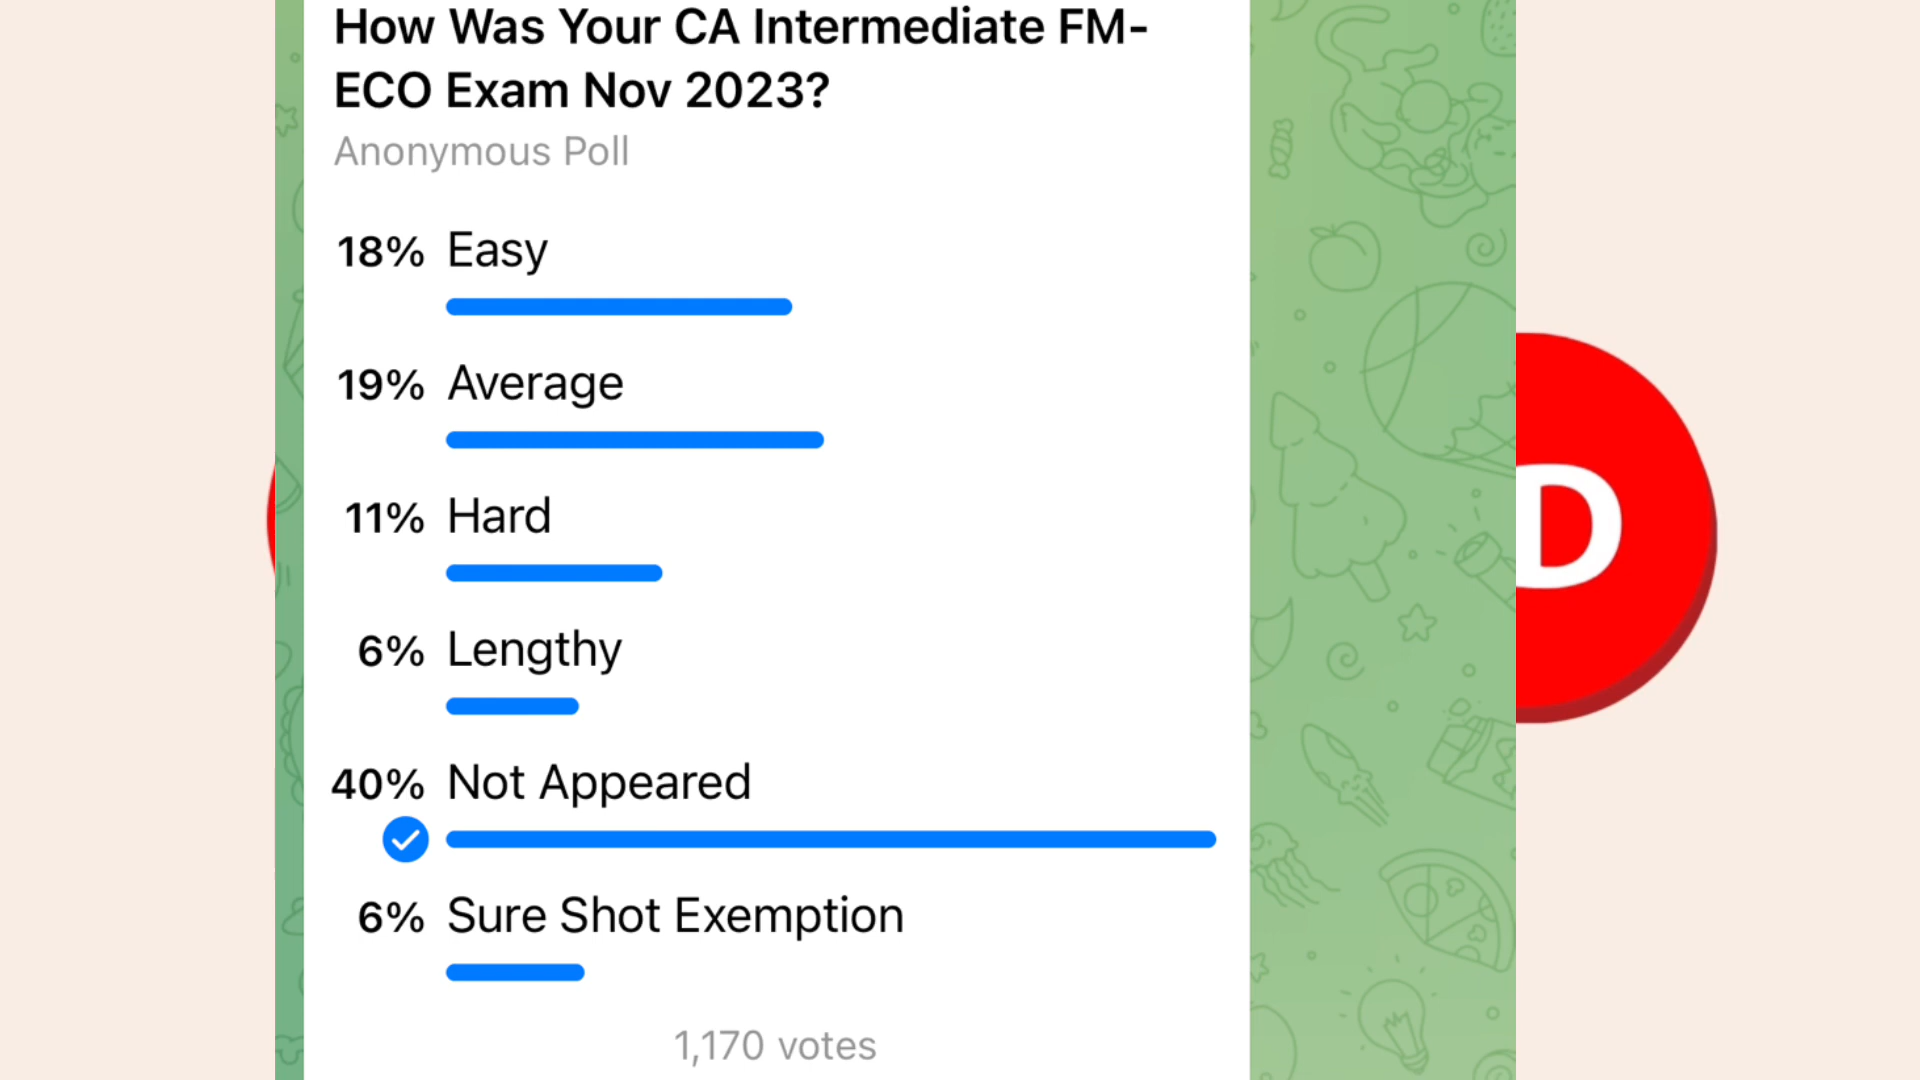 How Was Your CA Intermediate FM-
ECO Exam Nov 2023?
Anonymous Poll
18% Easy
19% Average
11% Hard
6% Lengthy
40% Not Appeared
6% Sure Shot Exemption
1,170 votes
D